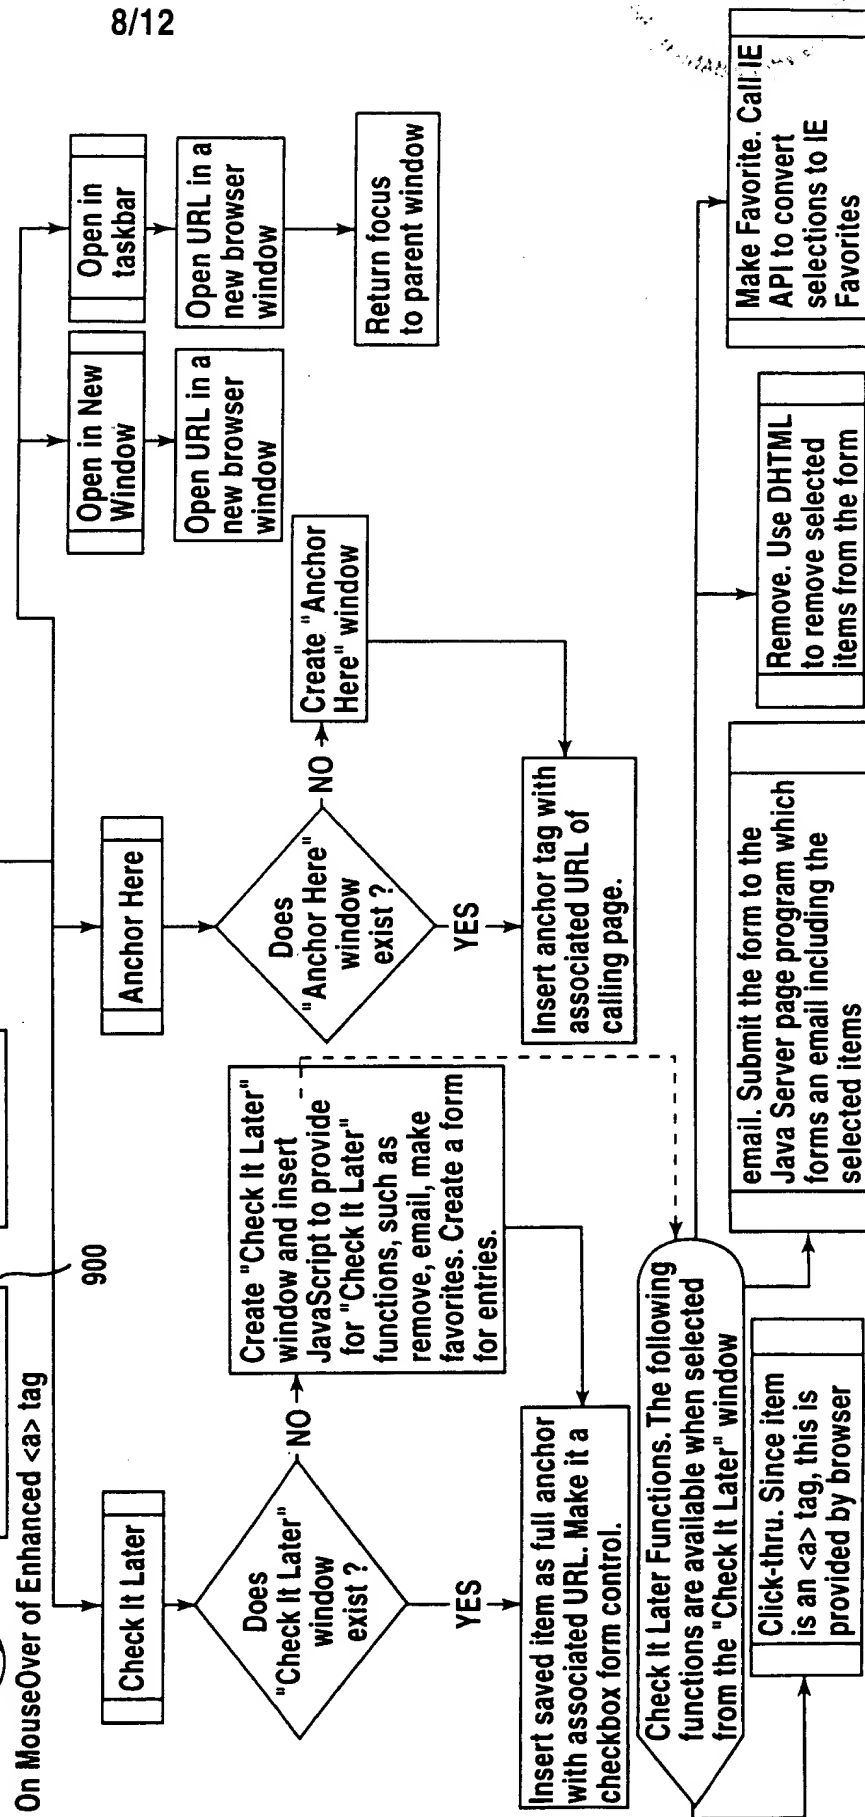 8/12
On MouseOver of Enhanced <a> tag
900
Check It Later
Does
"Check It Later"
window
exist ?
NO
YES
Create "Check It Later"
window and insert
JavaScript to provide
for "Check It Later"
functions, such as
remove, email, make
favorites. Create a form
for entries.
Insert saved item as full anchor
with associated URL. Make it a
checkbox form control.
Anchor Here
Does
"Anchor Here"
window
exist ?
NO
YES
Create "Anchor
Here" window
Insert anchor tag with
associated URL of
calling page.
Open in New
Window
Open URL in a
new browser
window
Open in
taskbar
Open URL in a
new browser
window
Return focus
to parent window
Check It Later Functions. The following
functions are available when selected
from the "Check It Later" window
Click-thru. Since item
is an <a> tag, this is
provided by browser
email. Submit the form to the
Java Server page program which
forms an email including the
selected items
Remove. Use DHTML
to remove selected
items from the form
Make Favorite. Call IE
API to convert
selections to IE
Favorites